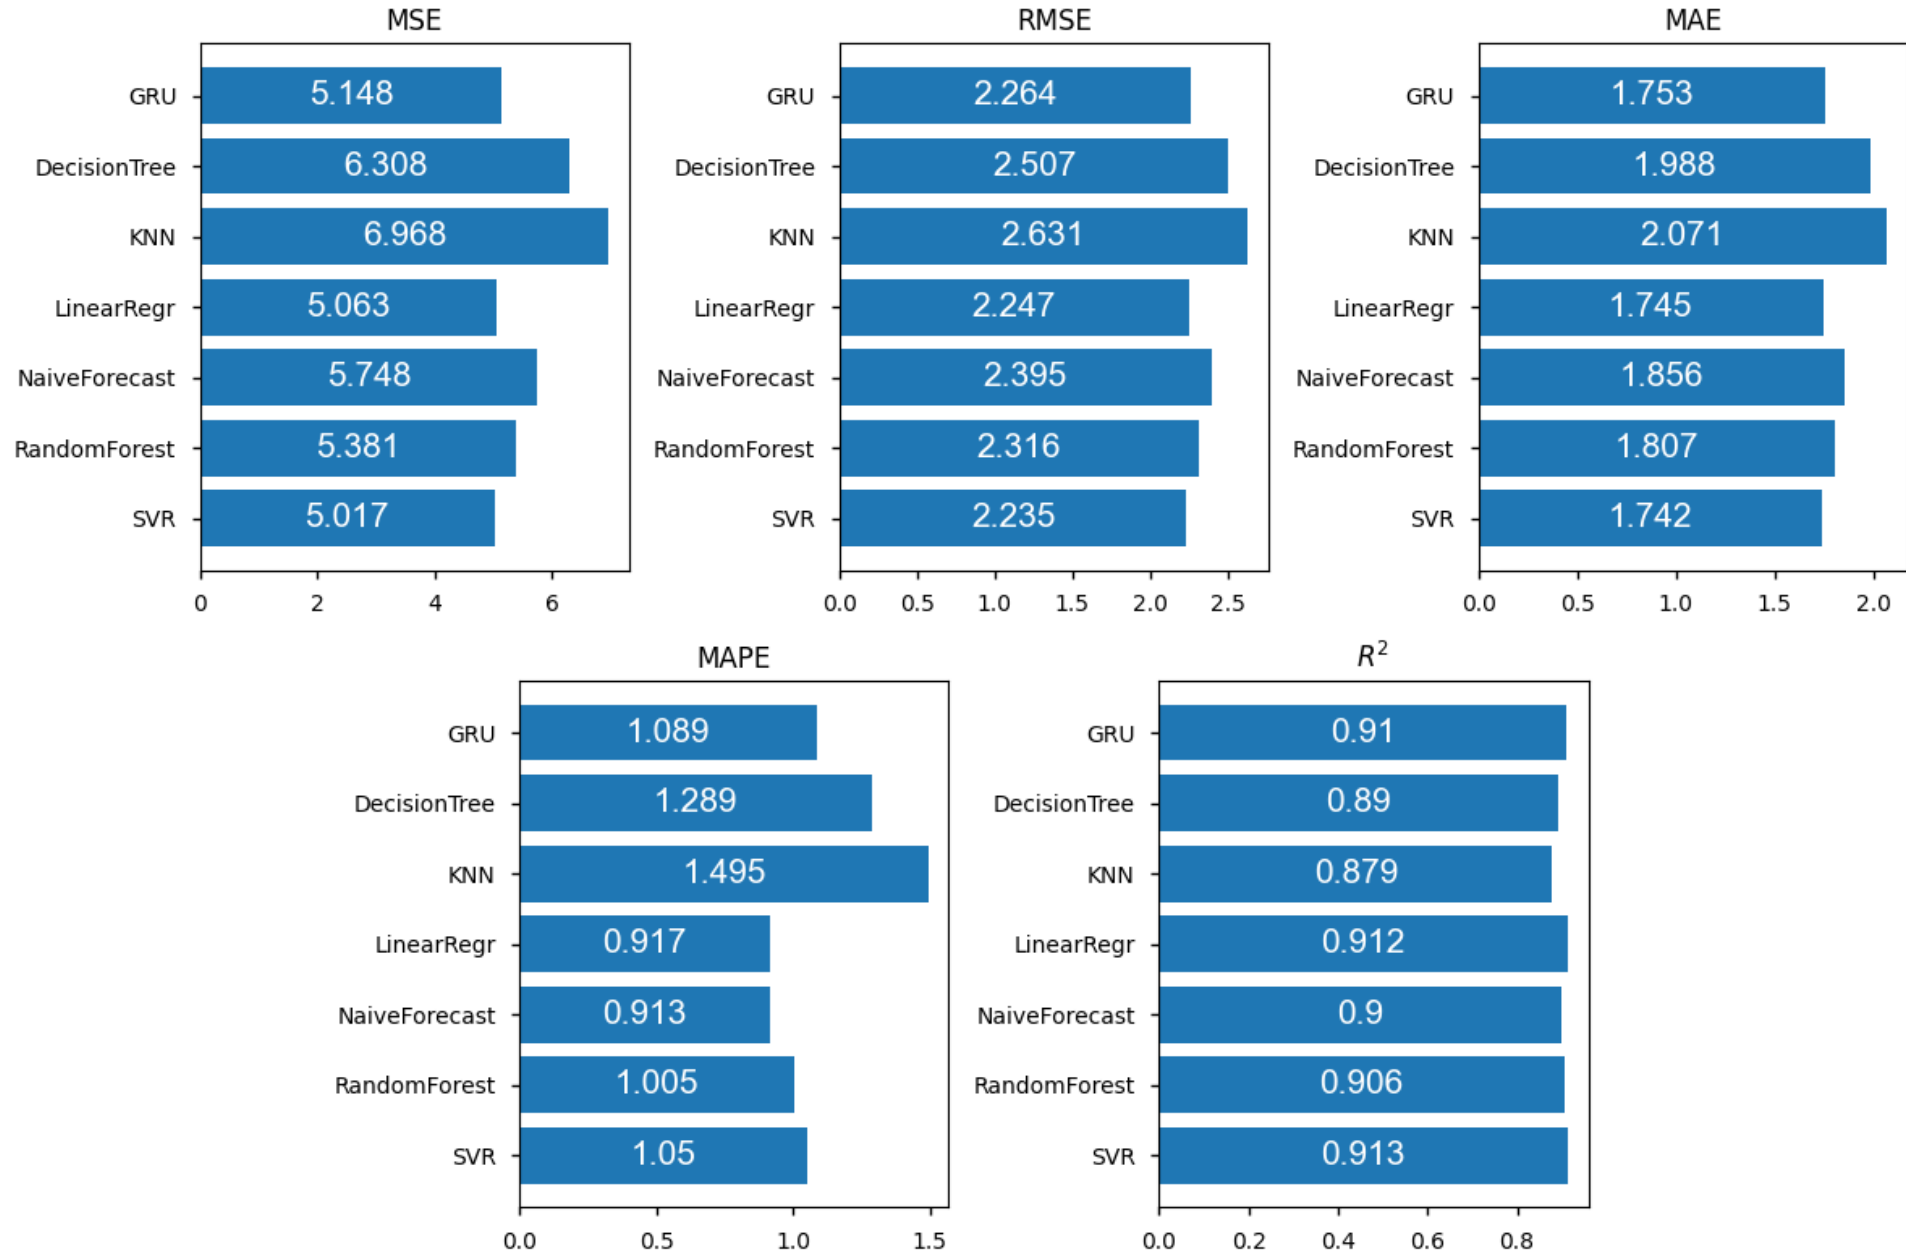 MSE
GRU 5.148
DecisionTree 6.308
KNN 6.968
LinearRegr 5.063
NaiveForecast 5.748
RandomForest 5.381
SVR 5.017
0 2 4 6
RMSE
GRU 2.264
DecisionTree 2.507
KNN 2.631
LinearRegr 2.247
NaiveForecast 2.395
RandomForest 2.316
SVR 2.235
0.0 0.5 1.0 1.5 2.0 2.5
MAE
GRU 1.753
DecisionTree 1.988
KNN 2.071
LinearRegr 1.745
NaiveForecast 1.856
RandomForest 1.807
SVR 1.742
0.0 0.5 1.0 1.5 2.0
MAPE
GRU 1.089
DecisionTree 1.289
KNN 1.495
LinearRegr 0.917
NaiveForecast 0.913
RandomForest 1.005
SVR 1.05
0.0 0.5 1.0 1.5
R²
GRU 0.91
DecisionTree 0.89
KNN 0.879
LinearRegr 0.912
NaiveForecast 0.9
RandomForest 0.906
SVR 0.913
0.0 0.2 0.4 0.6 0.8